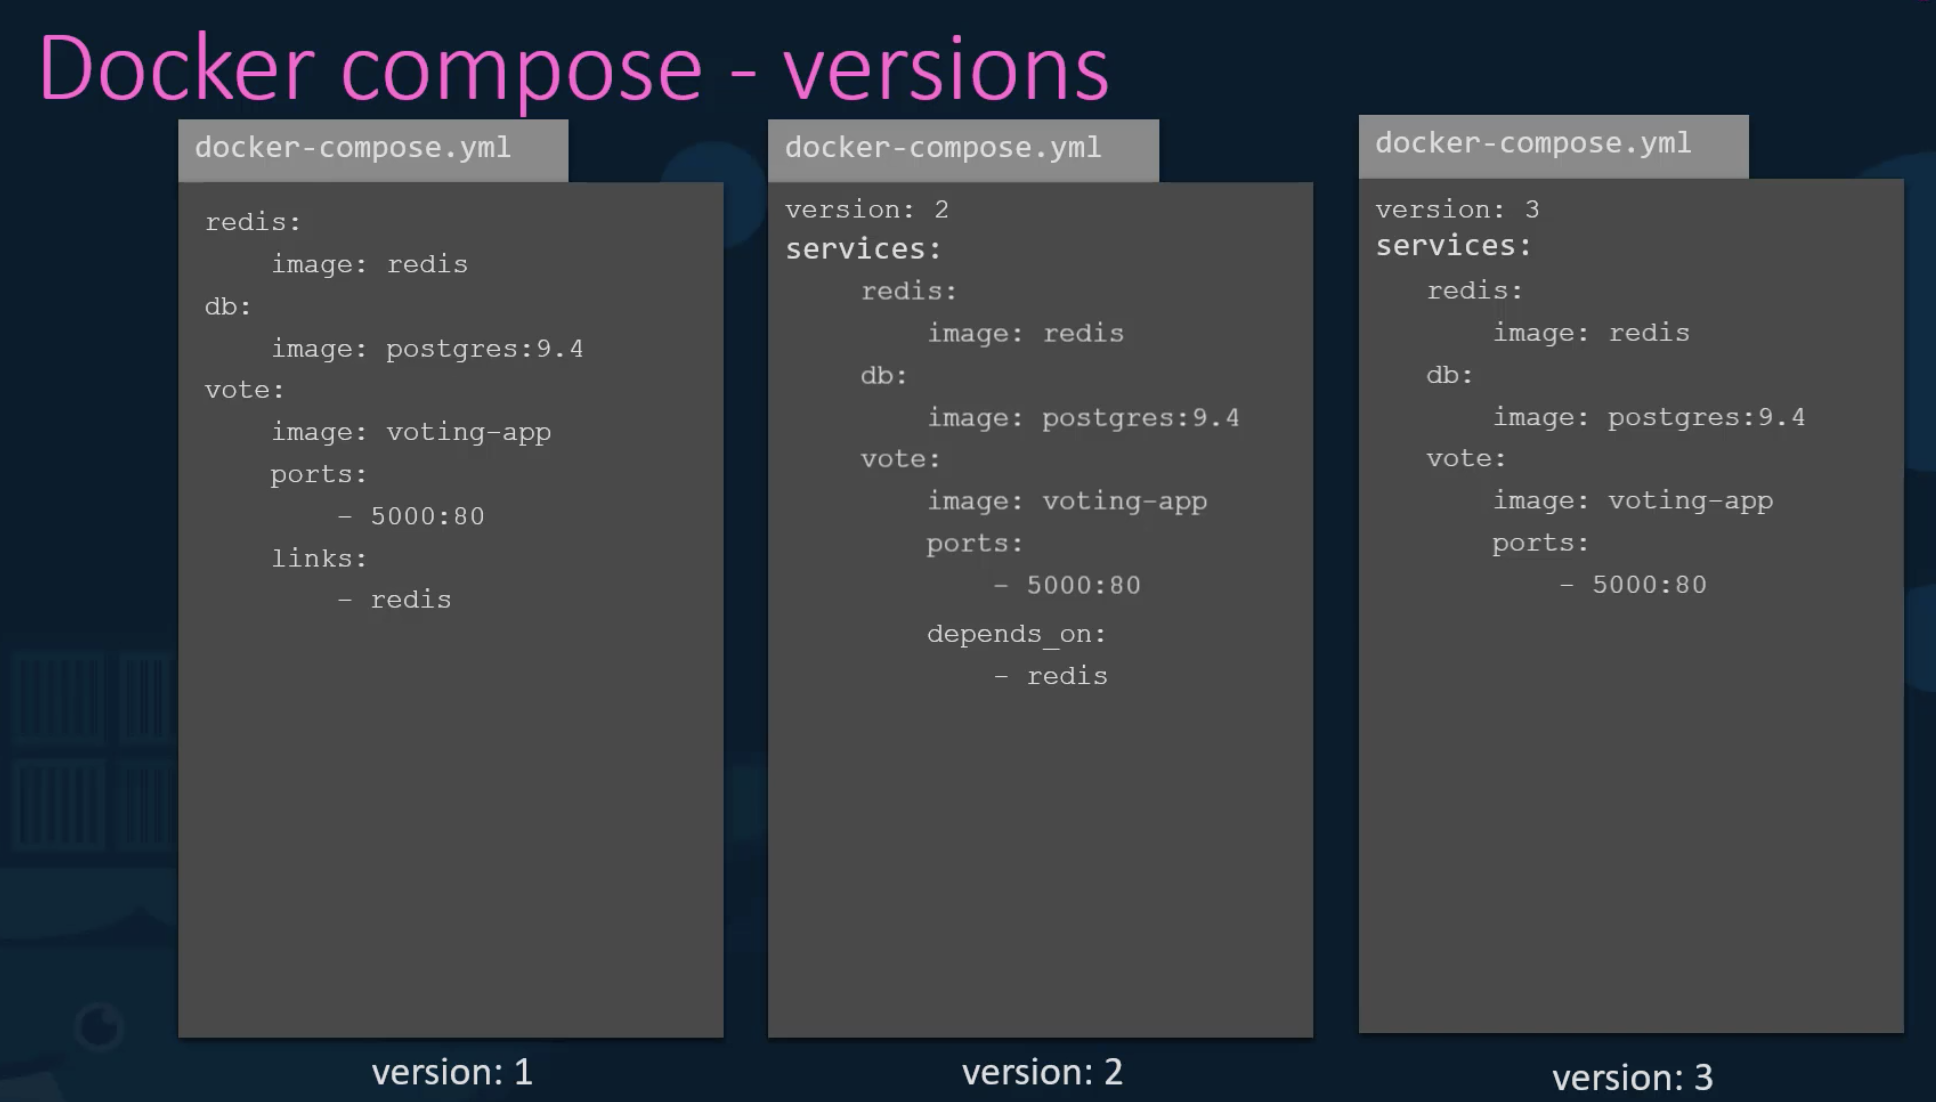 Docker compose - versions
docker-compose.yml
redis:
image: redis
db:
image: postgres:9.4
vote:
image: voting-app
ports:
- 5000:80
links:
- redis
version: 1
docker-compose.yml
version: 2
services:
redis:
image: redis
db:
image: postgres:9.4
vote:
image: voting-app
ports:
- 5000:80
depends_on:
- redis
version: 2
docker-compose.yml
version: 3
services:
redis:
image: redis
db:
image: postgres:9.4
vote:
image: voting-app
ports:
- 5000:80
version: 3